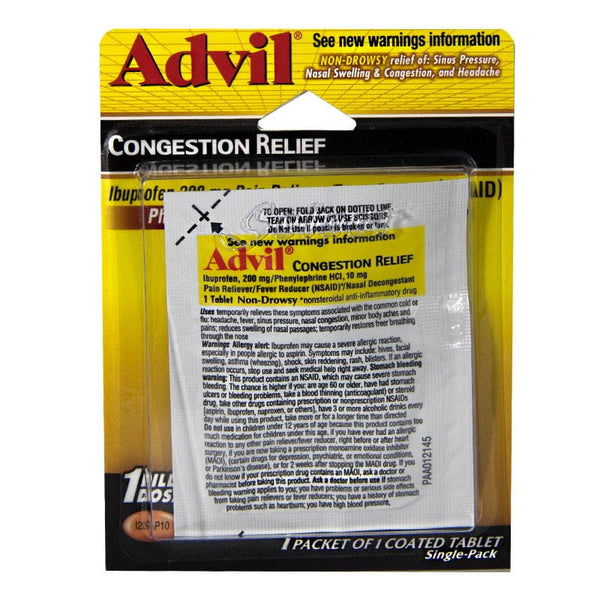 Advil®
See new warnings information
NON-DROWSY relief of: Sinus Pressure,
Nasal Swelling & Congestion, and Headache
CONGESTION RELIEF
Ibuprofen 200 mg
TO OPEN: FOLD BACK ON DOTTED LINE.
TEAR ON ARROW OR USE SCISSORS.
Do Not Use if pouch is broken or torn.
See new warnings information
Advil® CONGESTION RELIEF
Ibuprofen, 200 mg/Phenylephrine HCl, 10 mg
Pain Reliever/Fever Reducer (NSAID)*/Nasal Decongestant
1 Tablet Non-Drowsy *nonsteroidal anti-inflammatory drug
Uses temporarily relieves these symptoms associated with the common cold or
flu: headache, fever, sinus pressure, nasal congestion, minor body aches and
pains; reduces swelling of nasal passages; temporarily restores freer breathing
through the nose
Warnings Allergy alert: Ibuprofen may cause a severe allergic reaction,
especially in people allergic to aspirin. Symptoms may include: hives, facial
swelling, asthma (wheezing), shock, skin reddening, rash, blisters. If an allergic
reaction occurs, stop use and seek medical help right away. Stomach bleeding
warning: This product contains an NSAID, which may cause severe stomach
bleeding. The chance is higher if you: are age 60 or older, have had stomach
ulcers or bleeding problems, take a blood thinning (anticoagulant) or steroid
drug, take other drugs containing prescription or nonprescription NSAIDs
[aspirin, ibuprofen, naproxen, or others], have 3 or more alcoholic drinks every
day while using this product, take more or for a longer time than directed
Do not use in children under 12 years of age because this product contains too
much medication for children under this age, if you have ever had an allergic
reaction to any other pain reliever/fever reducer, right before or after heart
surgery, if you are now taking a prescription monoamine oxidase inhibitor
(MAOI), (certain drugs for depression, psychiatric, or emotional conditions,
or Parkinson's disease), or for 2 weeks after stopping the MAOI drug. If you
do not know if your prescription drug contains an MAOI, ask a doctor or
pharmacist before taking this product. Ask a doctor before use if stomach
bleeding warning applies to you; you have problems or serious side effects
from taking pain relievers or fever reducers; you have a history of stomach
problems such as heartburn; you have high blood pressure,
PAA012145
1
1 PACKET OF 1 COATED TABLET
Single-Pack